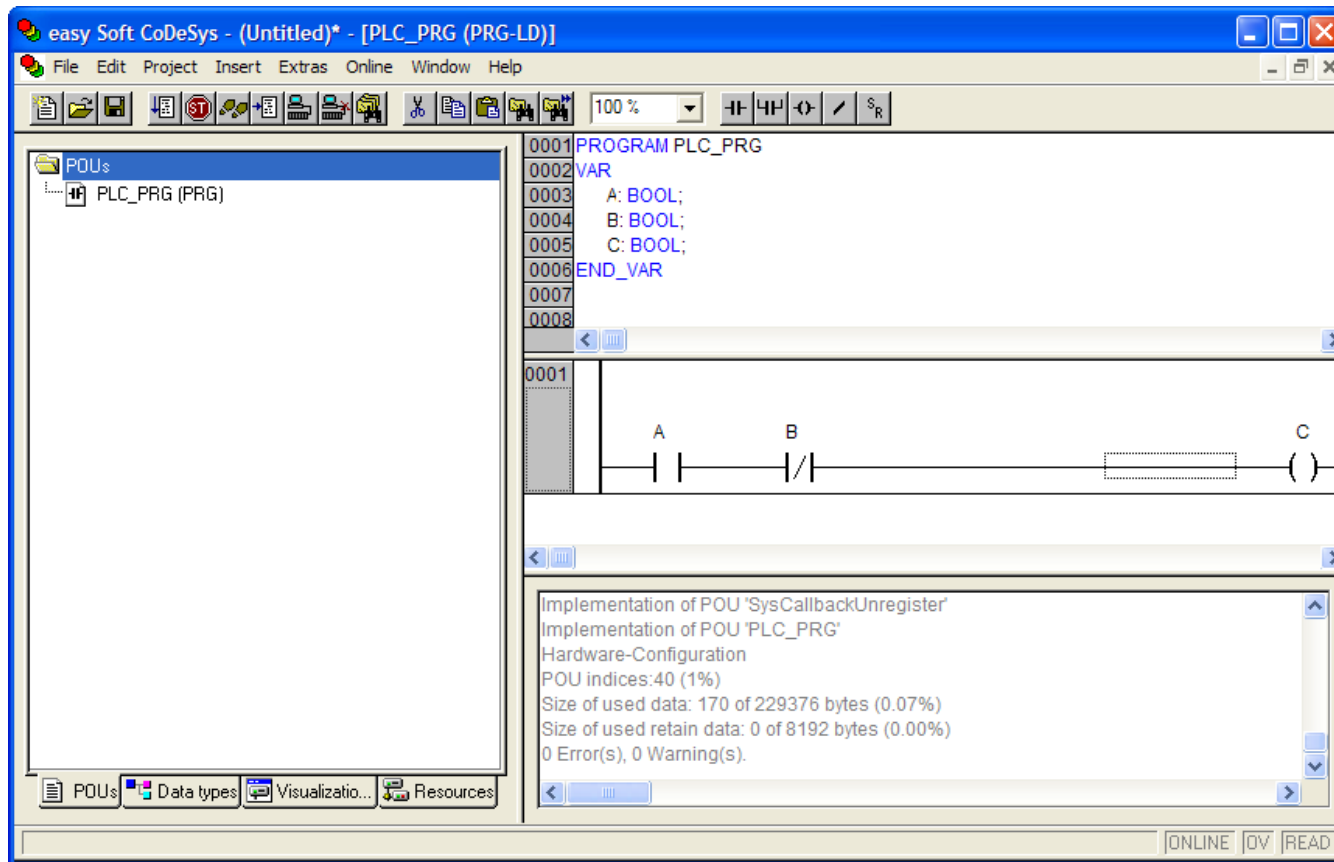 easy Soft CoDeSys - (Untitled)* - [PLC_PRG (PRG-LD)]
File Edit Project Insert Extras Online Window Help
ST 100 % S R
POUs
PLC_PRG (PRG)
0001 PROGRAM PLC_PRG
0002 VAR
0003 A: BOOL;
0004 B: BOOL;
0005 C: BOOL;
0006 END_VAR
0007
0008
0001
A B C
Implementation of POU 'SysCallbackUnregister'
Implementation of POU 'PLC_PRG'
Hardware-Configuration
POU indices:40 (1%)
Size of used data: 170 of 229376 bytes (0.07%)
Size of used retain data: 0 of 8192 bytes (0.00%)
0 Error(s), 0 Warning(s).
POUs Data types Visualizatio... Resources
ONLINE OV READ